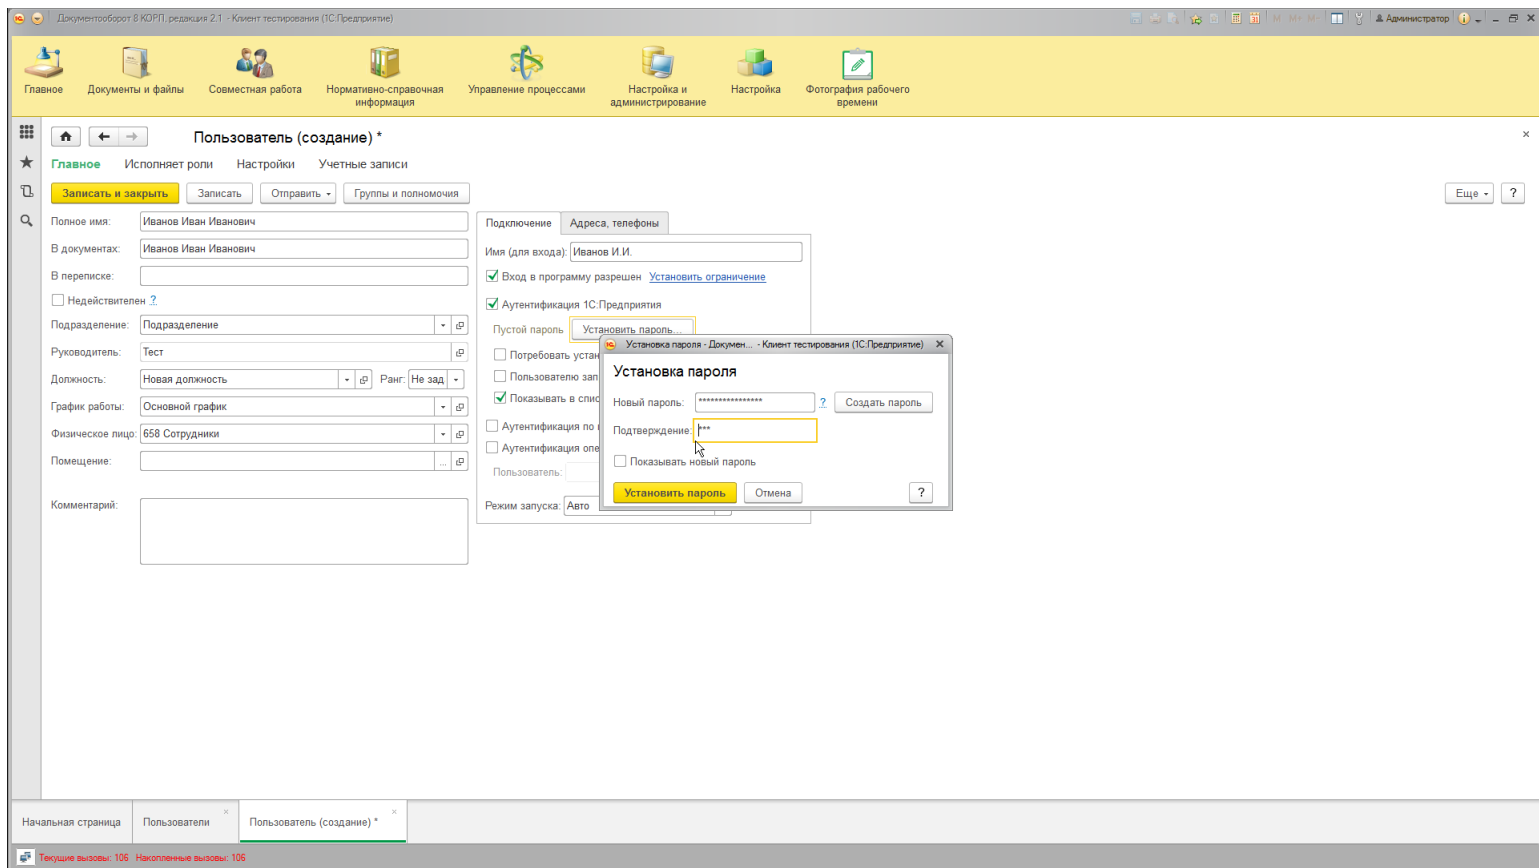 Документооборот 8 КОРП, редакция 2.1 - Клиент тестирования (1С:Предприятие)
M M+ M-
Администратор
Главное
Документы и файлы
Совместная работа
Нормативно-справочная
информация
Управление процессами
Настройка и
администрирование
Настройка
Фотография рабочего
времени
Пользователь (создание) *
Главное Исполняет роли Настройки Учетные записи
Записать и закрыть Записать Отправить Группы и полномочия Еще ?
Полное имя: Иванов Иван Иванович
В документах: Иванов Иван Иванович
В переписке:
Недействителен ?
Подразделение: Подразделение
Руководитель: Тест
Должность: Новая должность Ранг: Не зад
График работы: Основной график
Физическое лицо: 658 Сотрудники
Помещение: ...
Комментарий:
Подключение Адреса, телефоны
Имя (для входа): Иванов И.И.
Вход в программу разрешен Установить ограничение
Аутентификация 1С:Предприятия
Пустой пароль Установить пароль...
Потребовать устан
Пользователю зап
Показывать в спис
Аутентификация по
Аутентификация опе
Пользователь:
Режим запуска: Авто
Установка пароля - Докумен... - Клиент тестирования (1С:Предприятие)
Установка пароля
Новый пароль: *************** ? Создать пароль
Подтверждение: ***
Показывать новый пароль
Установить пароль Отмена ?
Начальная страница Пользователи Пользователь (создание) *
Текущие вызовы: 106 Накопленные вызовы: 106